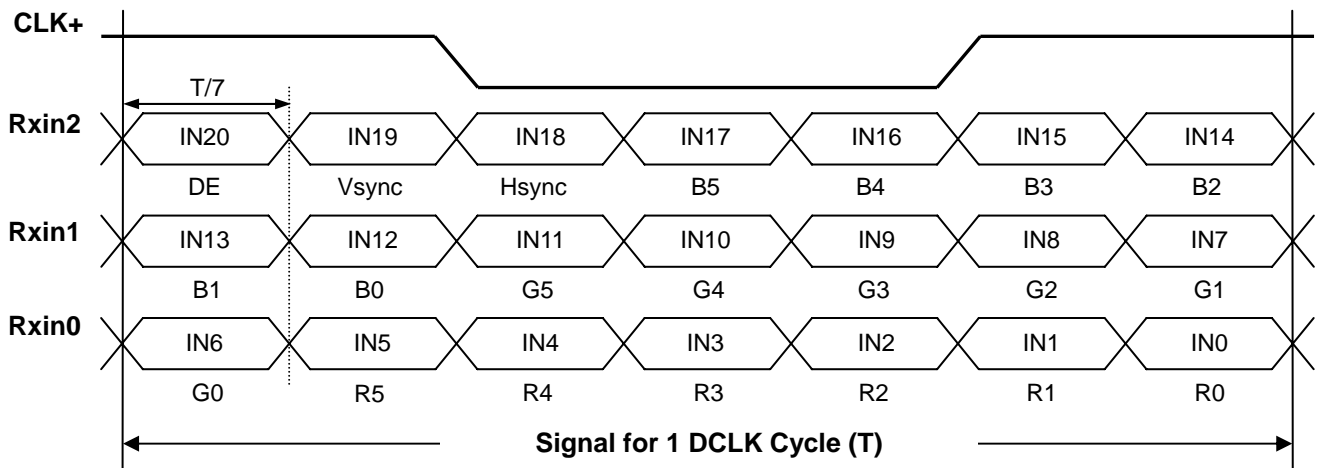 CLK+
T/7
Rxin2 IN20 IN19 IN18 IN17 IN16 IN15 IN14
DE Vsync Hsync B5 B4 B3 B2
Rxin1 IN13 IN12 IN11 IN10 IN9 IN8 IN7
B1 B0 G5 G4 G3 G2 G1
Rxin0 IN6 IN5 IN4 IN3 IN2 IN1 IN0
G0 R5 R4 R3 R2 R1 R0
Signal for 1 DCLK Cycle (T)